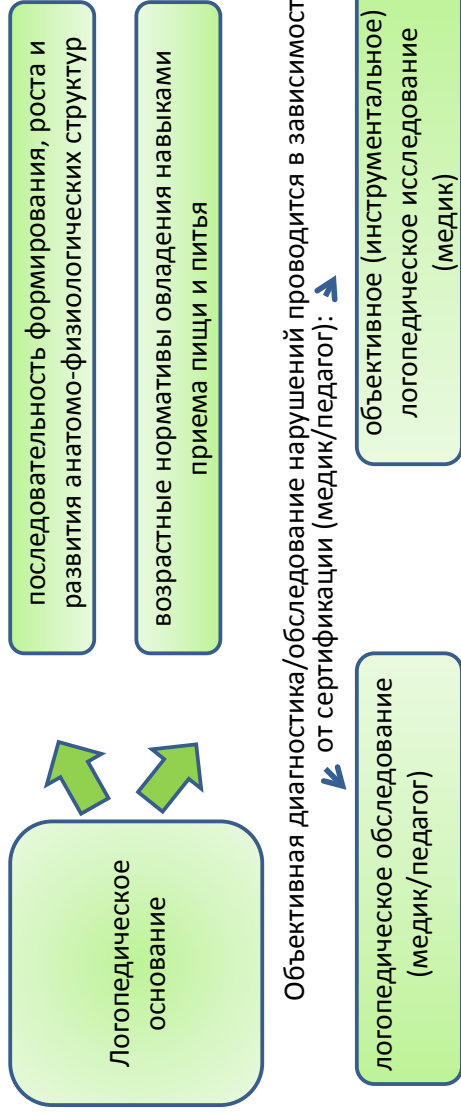 Логопедическое
основание
последовательность формирования, роста и
развития анатомо-физиологических структур
возрастные нормативы овладения навыками
приема пищи и питья
Объективная диагностика/обследование нарушений проводится в зависимост
от сертификации (медик/педагог):
логопедическое обследование
(медик/педагог)
объективное (инструментальное)
логопедическое исследование
(медик)